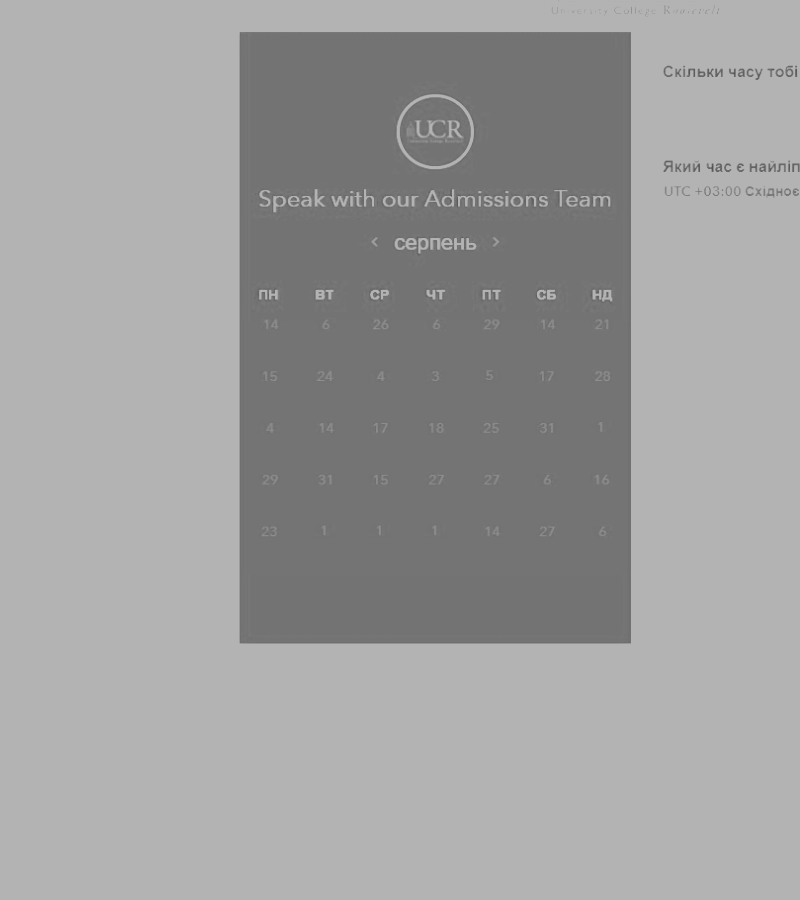 University College Roosevelt
UCR
Speak with our Admissions Team
< серпень >
ПН ВТ СР ЧТ ПТ СБ НД
14 6 26 6 29 14 21
15 24 4 3 5 17 28
4 14 17 18 25 31 1
29 31 15 27 27 6 16
23 1 1 1 14 27 6
Скільки часу тобі
Який час є найліп
UTC +03:00 Східноє